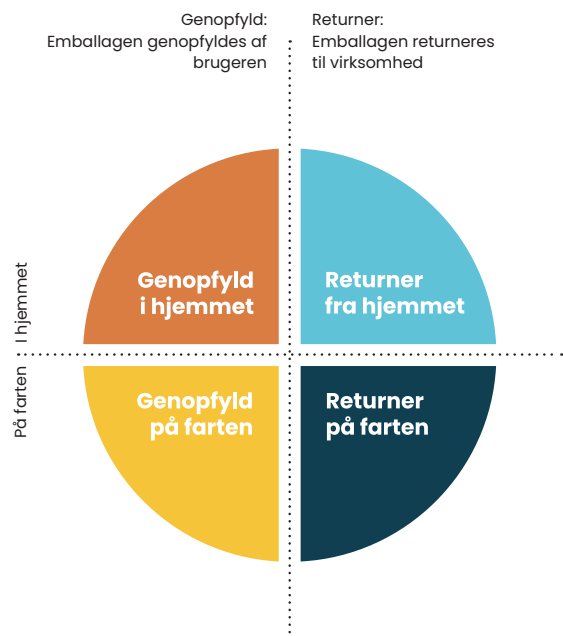 Genopfyld:
Emballagen genopfyldes af
brugeren
Returner:
Emballagen returneres
til virksomhed
I hjemmet
På farten
Genopfyld
i hjemmet
Returner
fra hjemmet
Genopfyld
på farten
Returner
på farten